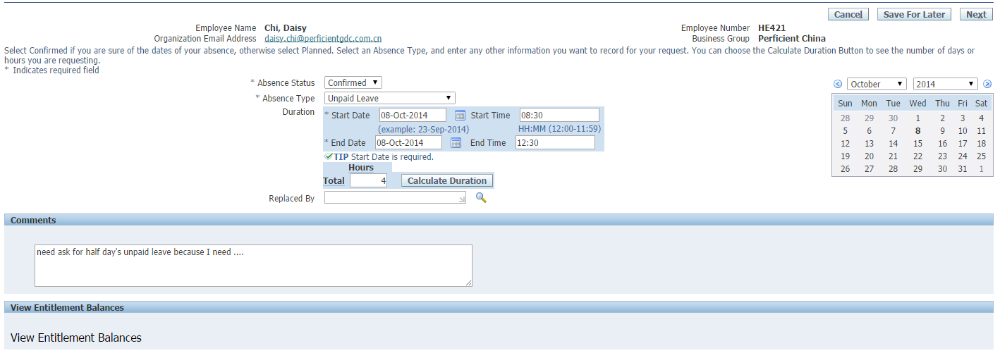 Cancel Save For Later Next
Employee Name Chi, Daisy Employee Number HE421
Organization Email Address daisy.chi@perficientgdc.com.cn Business Group Perficient China
Select Confirmed if you are sure of the dates of your absence, otherwise select Planned. Select an Absence Type, and enter any other information you want to record for your request. You can choose the Calculate Duration Button to see the number of days or
hours you are requesting.
* Indicates required field
* Absence Status Confirmed
* Absence Type Unpaid Leave
Duration * Start Date 08-Oct-2014 Start Time 08:30
(example: 23-Sep-2014) HH:MM (12:00-11:59)
* End Date 08-Oct-2014 End Time 12:30
TIP Start Date is required.
Hours
Total 4 Calculate Duration
Replaced By
October 2014
Sun Mon Tue Wed Thu Fri Sat
28 29 30 1 2 3 4
5 6 7 8 9 10 11
12 13 14 15 16 17 18
19 20 21 22 23 24 25
26 27 28 29 30 31 1
Comments
need ask for half day's unpaid leave because I need ....
View Entitlement Balances
View Entitlement Balances